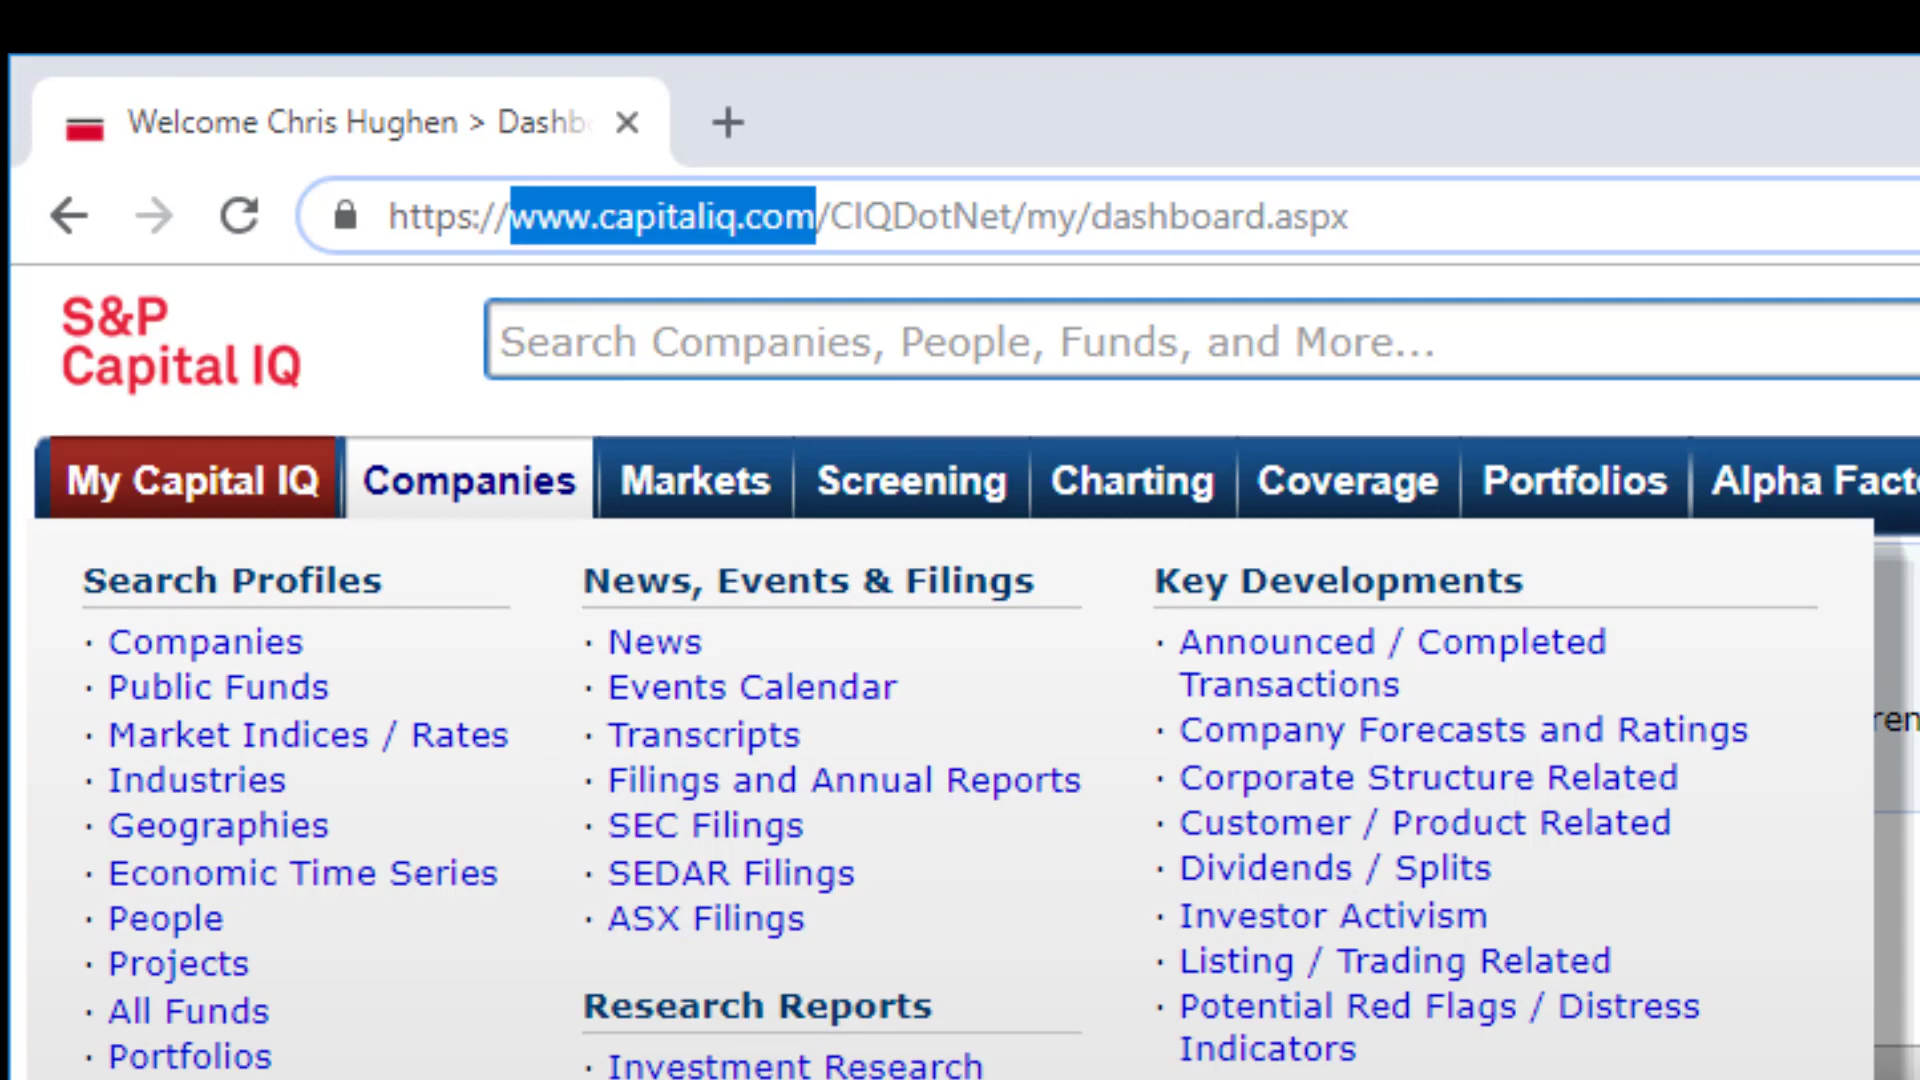 Welcome Chris Hughen > Dashb
https://www.capitaliq.com/CIQDotNet/my/dashboard.aspx
S&P
Capital IQ
Search Companies, People, Funds, and More...
My Capital IQ
Companies
Markets
Screening
Charting
Coverage
Portfolios
Alpha Facto
Search Profiles
· Companies
· Public Funds
· Market Indices / Rates
· Industries
· Geographies
· Economic Time Series
· People
· Projects
· All Funds
· Portfolios
News, Events & Filings
· News
· Events Calendar
· Transcripts
· Filings and Annual Reports
· SEC Filings
· SEDAR Filings
· ASX Filings
Research Reports
· Investment Research
Key Developments
· Announced / Completed
Transactions
· Company Forecasts and Ratings
· Corporate Structure Related
· Customer / Product Related
· Dividends / Splits
· Investor Activism
· Listing / Trading Related
· Potential Red Flags / Distress
Indicators